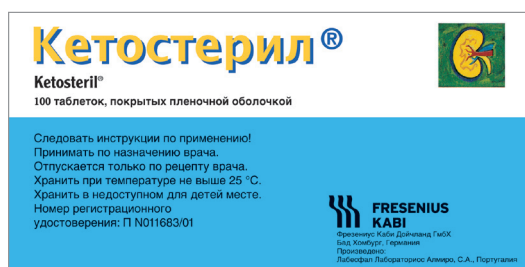 Кетостерил®
Ketosteril®
100 таблеток, покрытых пленочной оболочкой
Следовать инструкции по применению!
Принимать по назначению врача.
Отпускается только по рецепту врача.
Хранить при температуре не выше 25 °C.
Хранить в недоступном для детей месте.
Номер регистрационного
удостоверения: П N011683/01
FRESENIUS
KABI
Фрезениус Каби Дойчланд ГмбХ
Бад Хомбург, Германия
Произведено:
Лабесфал Лабораториос Алмиро, С.А., Португалия